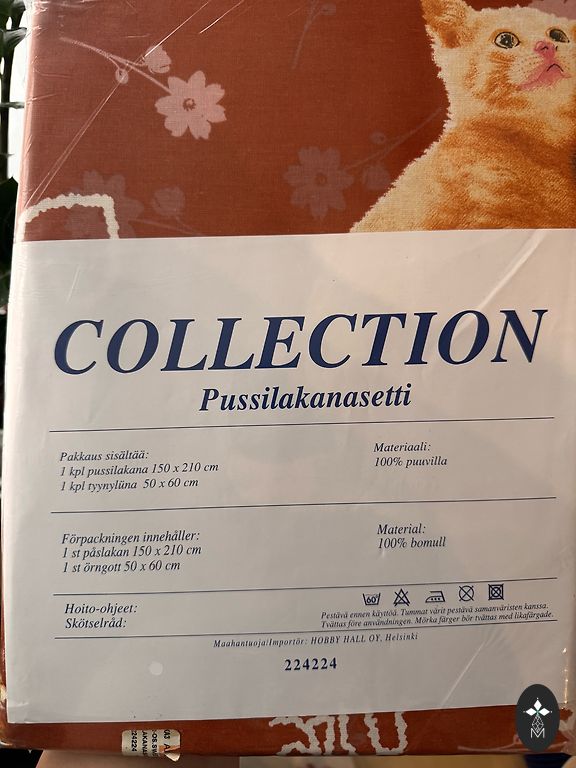 COLLECTION
Pussilakanasetti
Pakkaus sisältää:
1 kpl pussilakana 150 x 210 cm
1 kpl tyynylüna 50 x 60 cm
Materiaali:
100% puuvilla
Förpackningen innehåller:
1 st påslakan 150 x 210 cm
1 st örngott 50 x 60 cm
Material:
100% bomull
Hoito-ohjeet:
Skötselråd:
60°
Pestävä ennen käyttöä. Tummat värit pestävä samanväristen kanssa.
Tvättas före användningen. Mörka färger bör tvättas med likafärgade.
Maahantuoja/Importör: HOBBY HALL OY, Helsinki
224224
224224
M